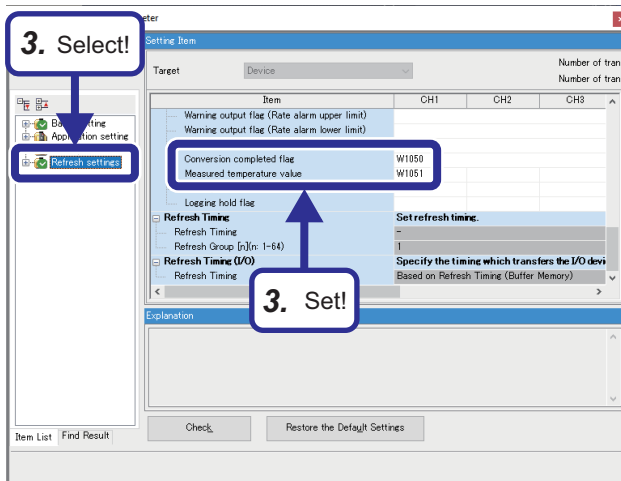 eter
3. Select!
Setting Item
Target
Device
Number of tran
Number of tran
Item
CH1
CH2
CH3
Warning output flag (Rate alarm upper limit)
Warning output flag (Rate alarm lower limit)
Application setting
Refresh settings
Conversion completed flag
W1050
Measured temperature value
W1051
Logging hold flag
Refresh Timing
Set refresh timing.
Refresh Timing
-
Refresh Group [n](n: 1-64)
1
Refresh Timing (I/O)
Specify the timing which transfers the I/O devi
Refresh Timing
Based on Refresh Timing (Buffer Memory)
3. Set!
Explanation
Check
Restore the Default Settings
Item List
Find Result